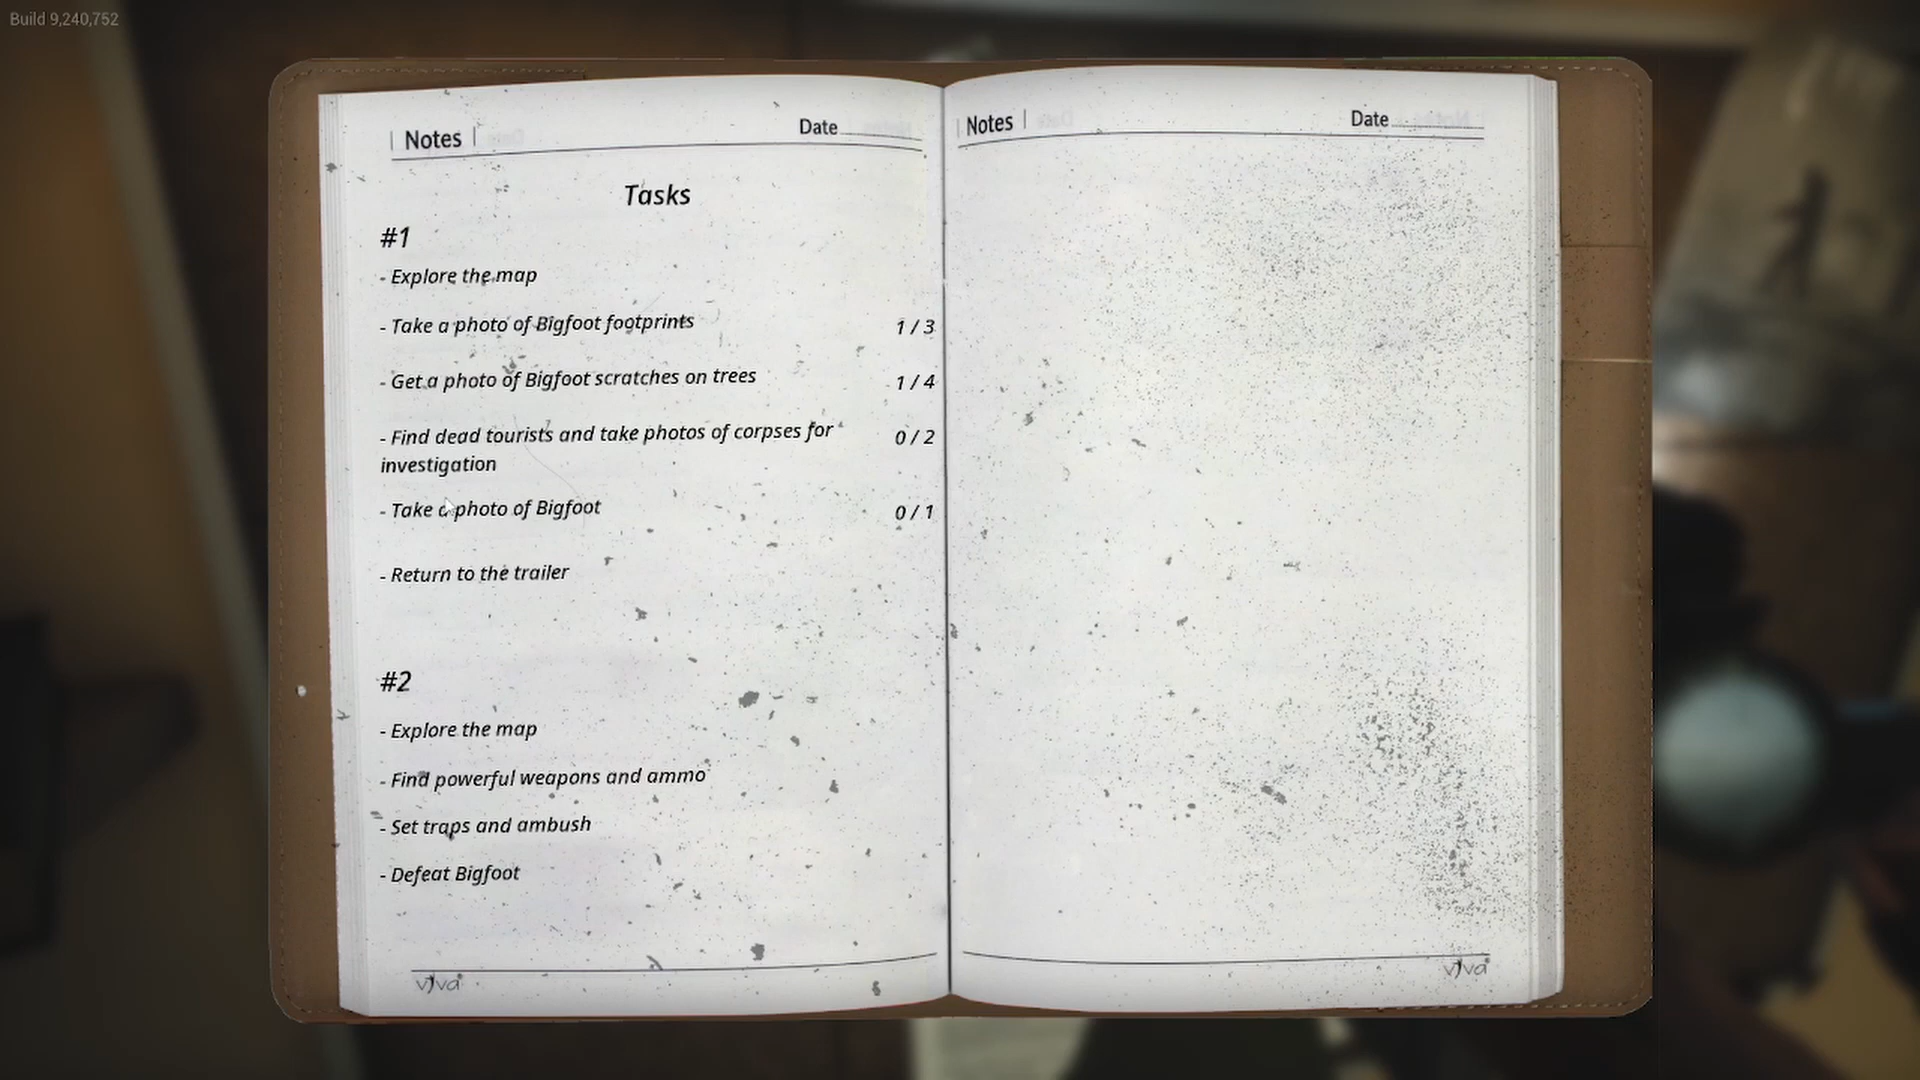 Build 9,240,752
Notes
Date
Tasks
#1
- Explore the map
- Take a photo of Bigfoot footprints 1 / 3
- Get a photo of Bigfoot scratches on trees 1 / 4
- Find dead tourists and take photos of corpses for 0 / 2
investigation
- Take a photo of Bigfoot 0 / 1
- Return to the trailer
#2
- Explore the map
- Find powerful weapons and ammo
- Set traps and ambush
- Defeat Bigfoot
viva
Notes
Date
viva